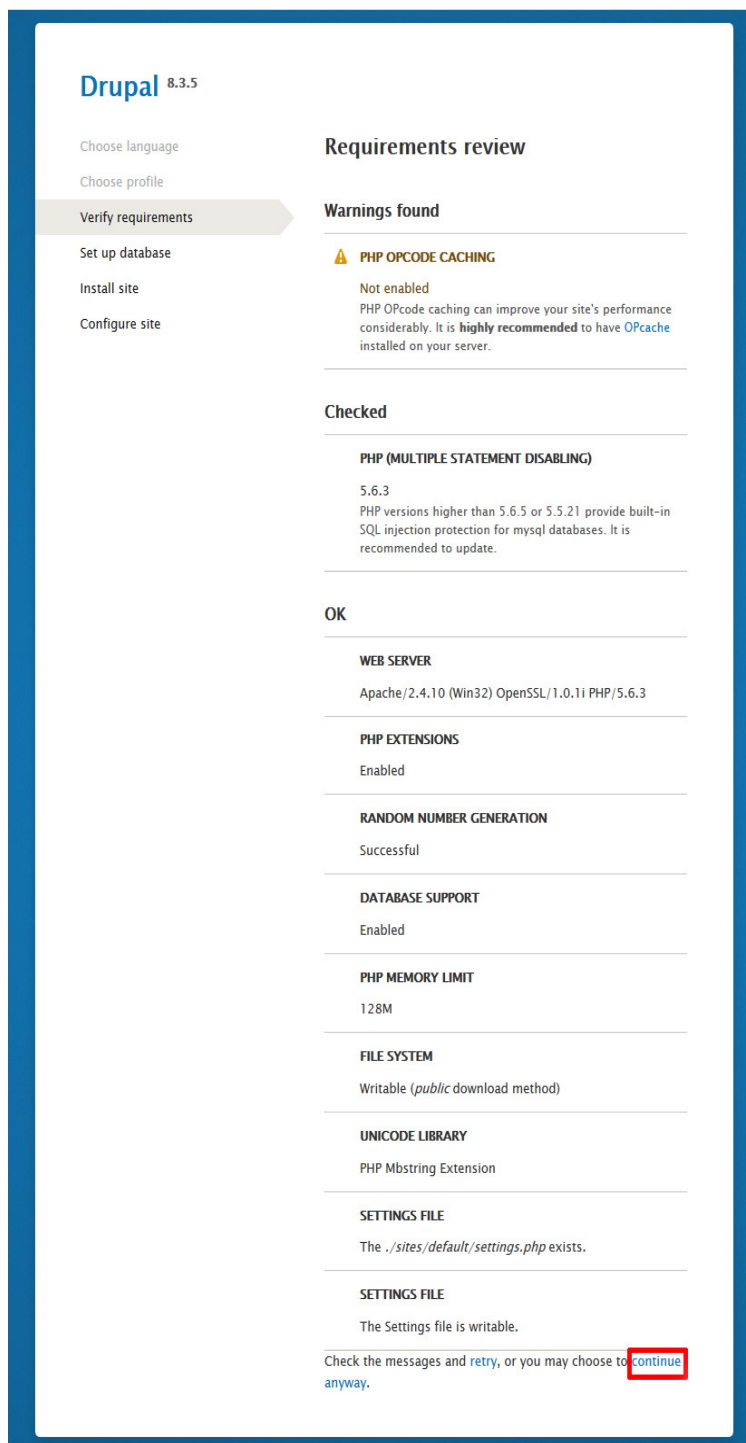 Drupal 8.3.5
Choose language
Choose profile
Verify requirements
Set up database
Install site
Configure site
Requirements review
Warnings found
PHP OPCODE CACHING
Not enabled
PHP OPcode caching can improve your site's performance
considerably. It is highly recommended to have OPcache
installed on your server.
Checked
PHP (MULTIPLE STATEMENT DISABLING)
5.6.3
PHP versions higher than 5.6.5 or 5.5.21 provide built-in
SQL injection protection for mysql databases. It is
recommended to update.
OK
WEB SERVER
Apache/2.4.10 (Win32) OpenSSL/1.0.1i PHP/5.6.3
PHP EXTENSIONS
Enabled
RANDOM NUMBER GENERATION
Successful
DATABASE SUPPORT
Enabled
PHP MEMORY LIMIT
128M
FILE SYSTEM
Writable (public download method)
UNICODE LIBRARY
PHP Mbstring Extension
SETTINGS FILE
The ./sites/default/settings.php exists.
SETTINGS FILE
The Settings file is writable.
Check the messages and retry, or you may choose to continue
anyway.